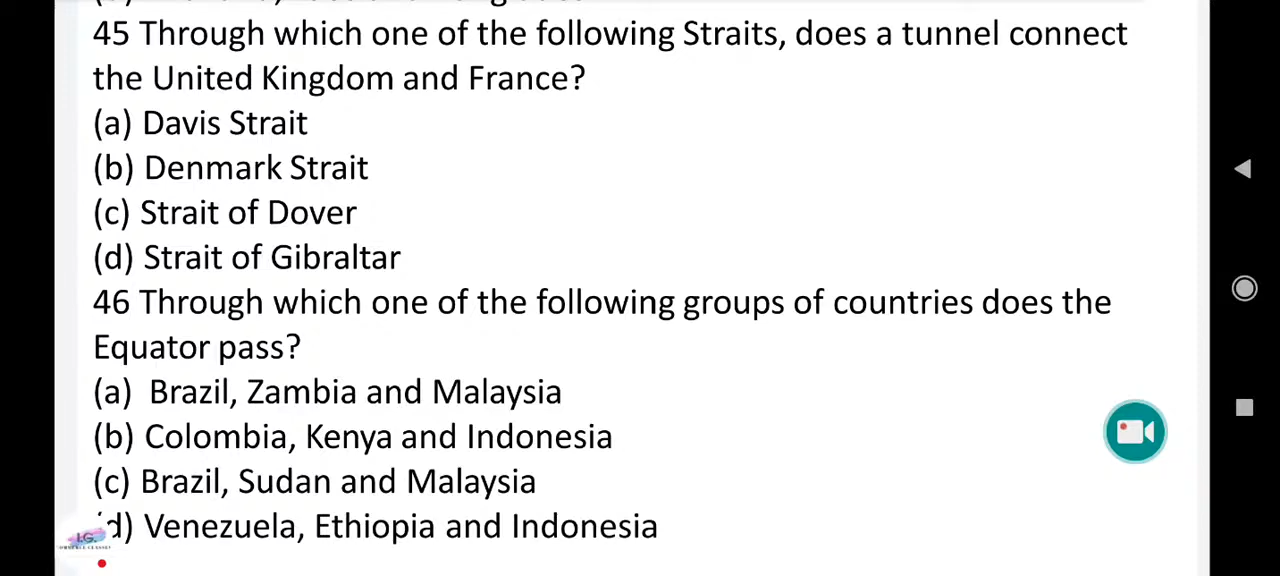 45 Through which one of the following Straits, does a tunnel connect
the United Kingdom and France?
(a) Davis Strait
(b) Denmark Strait
(c) Strait of Dover
(d) Strait of Gibraltar
46 Through which one of the following groups of countries does the
Equator pass?
(a)  Brazil, Zambia and Malaysia
(b) Colombia, Kenya and Indonesia
(c) Brazil, Sudan and Malaysia
d) Venezuela, Ethiopia and Indonesia
I.G.